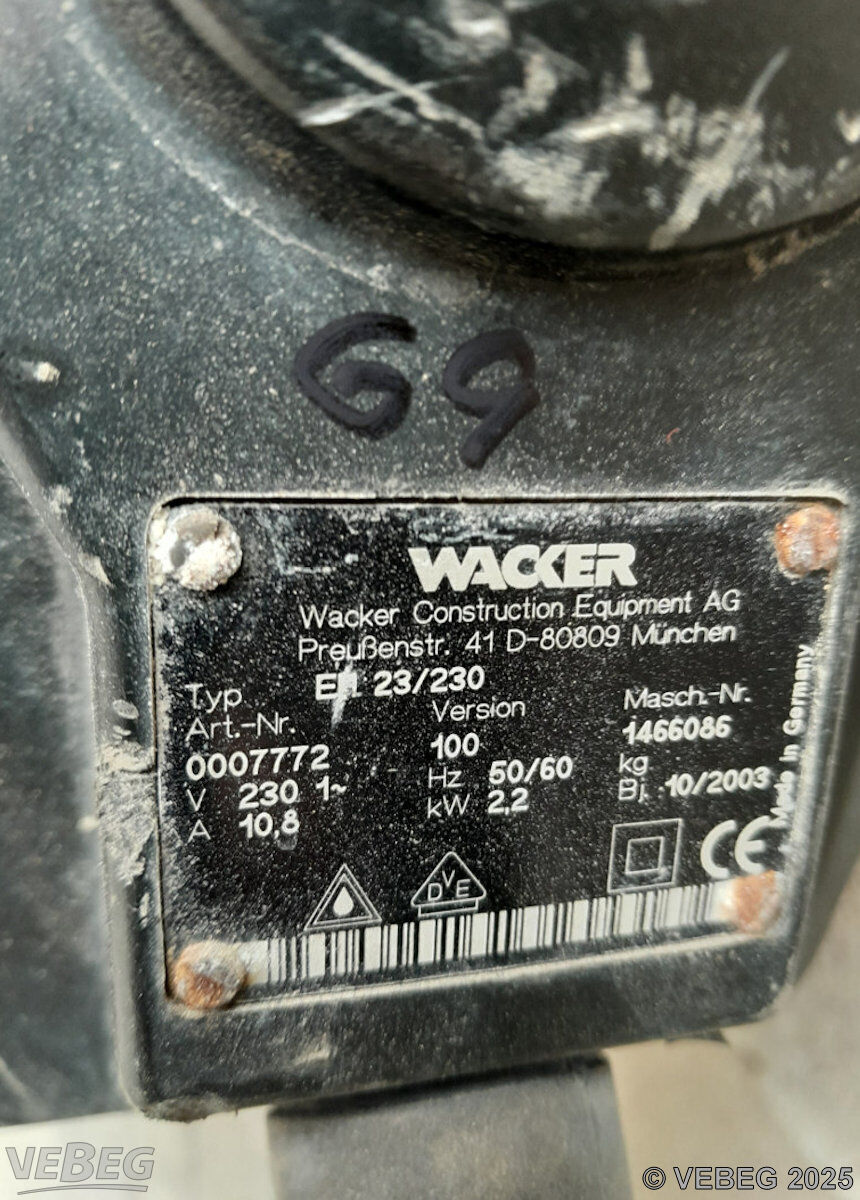 G9
WACKER
Wacker Construction Equipment AG
Preußenstr. 41 D-80809 München
Typ 23/230
Art.-Nr. Version Masch.-Nr.
0007772 100 1466086
V 230 1~ Hz 50/60 kg
A 10,8 kW 2,2 Bj. 10/2003
Made in Germany
DVE
CE
VEBEG
© VEBEG 2025